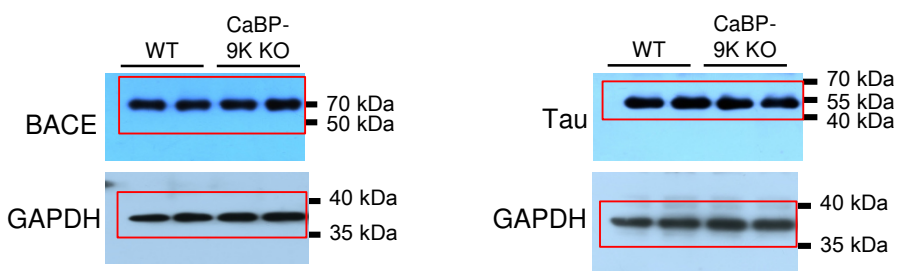 CaBP-
WT 9K KO
BACE
70 kDa
50 kDa
GAPDH
40 kDa
35 kDa
CaBP-
WT 9K KO
Tau
70 kDa
55 kDa
40 kDa
GAPDH
40 kDa
35 kDa